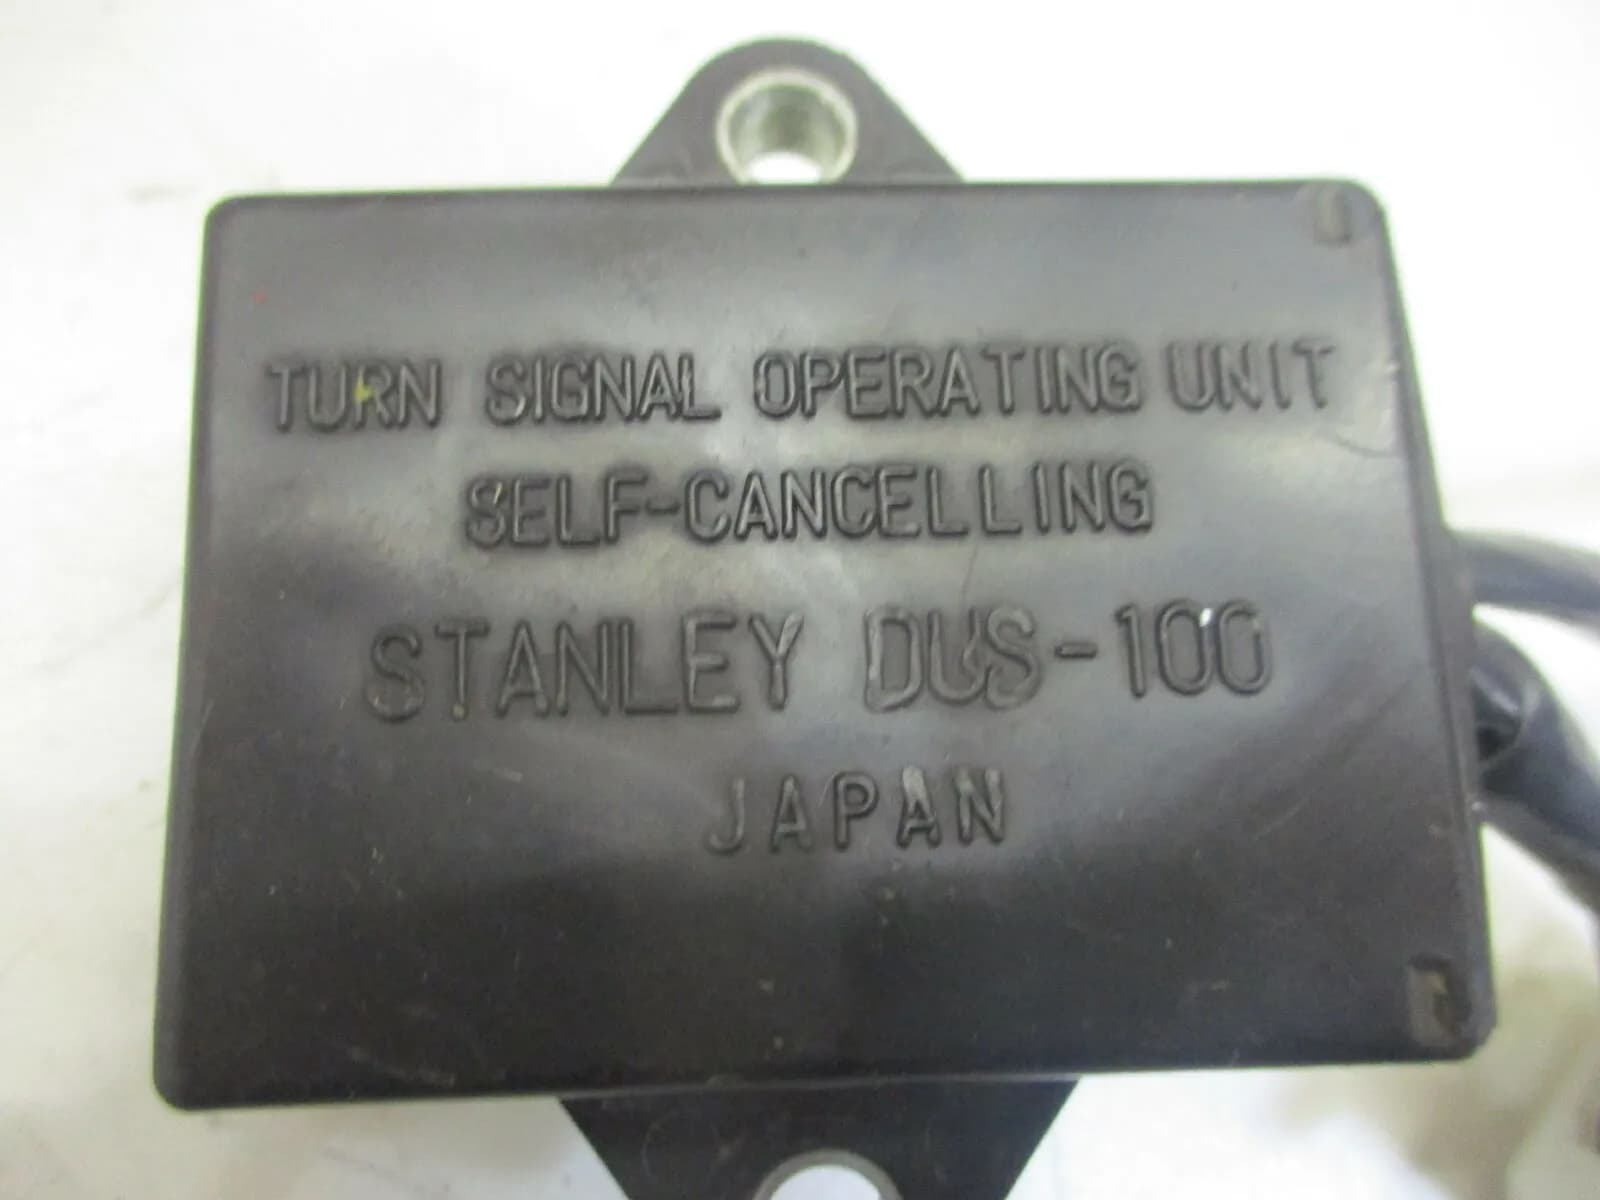 TURN SIGNAL OPERATING UNIT
SELF-CANCELLING
STANLEY DUS-100
JAPAN